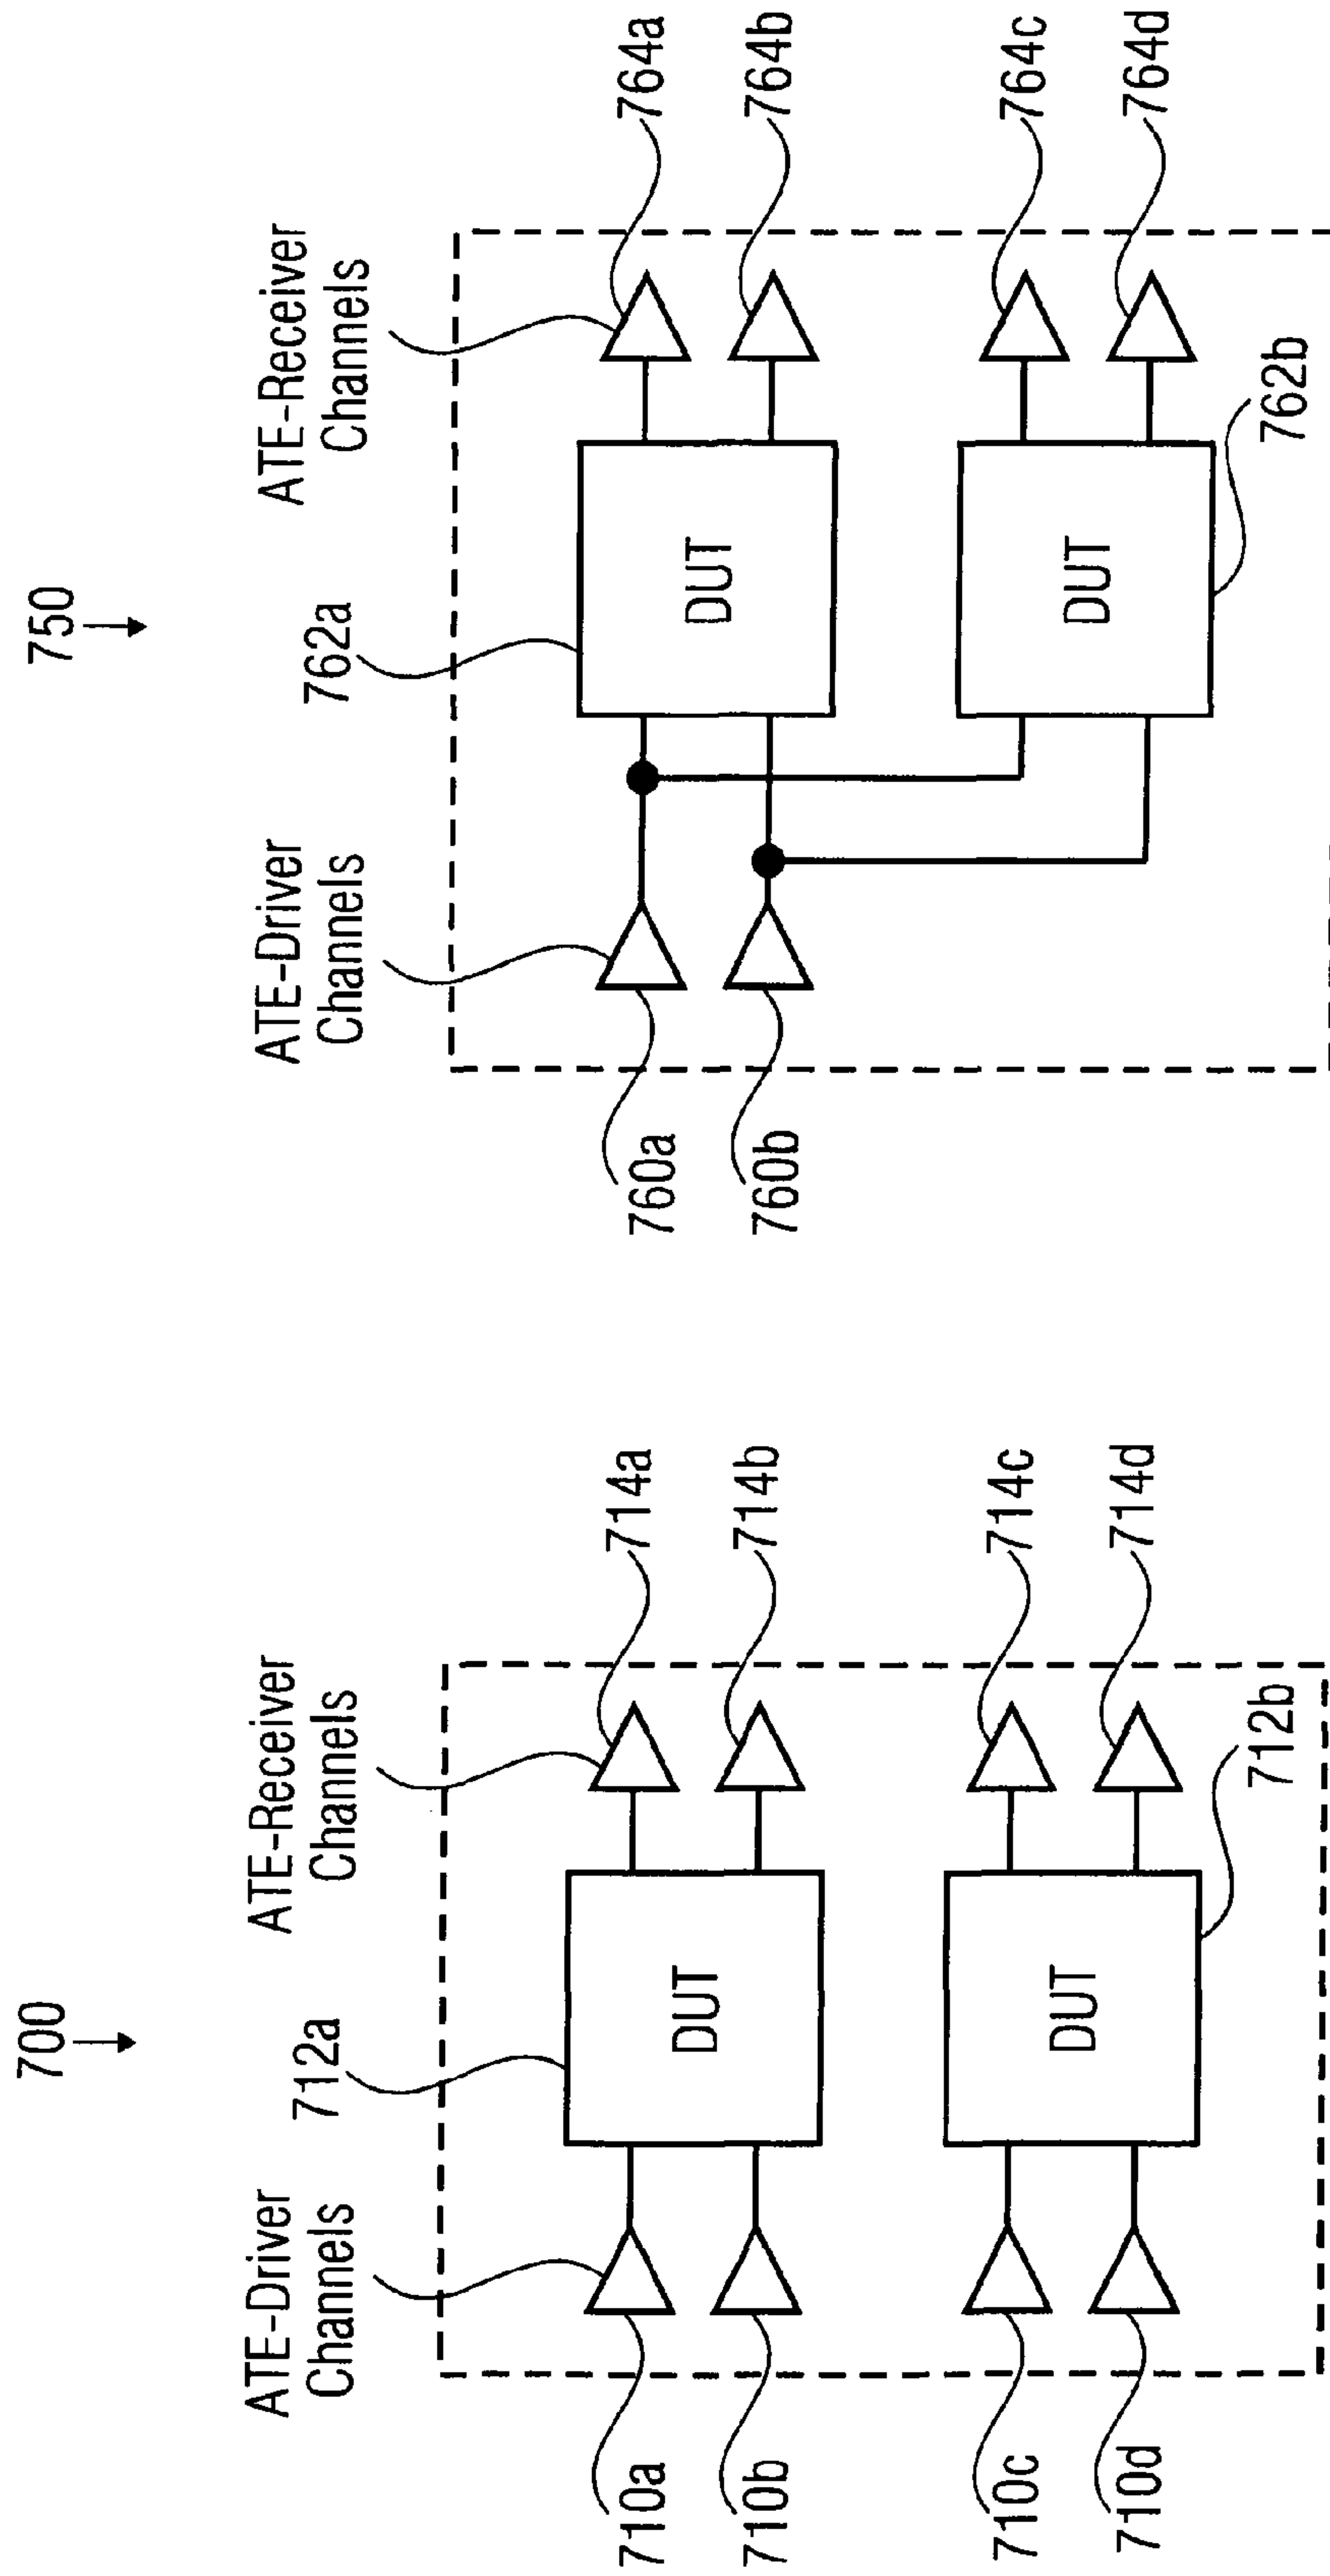 700
ATE-Driver
Channels
712a
ATE-Receiver
Channels
710a
DUT
714a
710b
714b
710c
DUT
714c
710d
714d
712b
750
ATE-Driver
Channels
762a
ATE-Receiver
Channels
760a
DUT
764a
760b
764b
DUT
764c
764d
762b